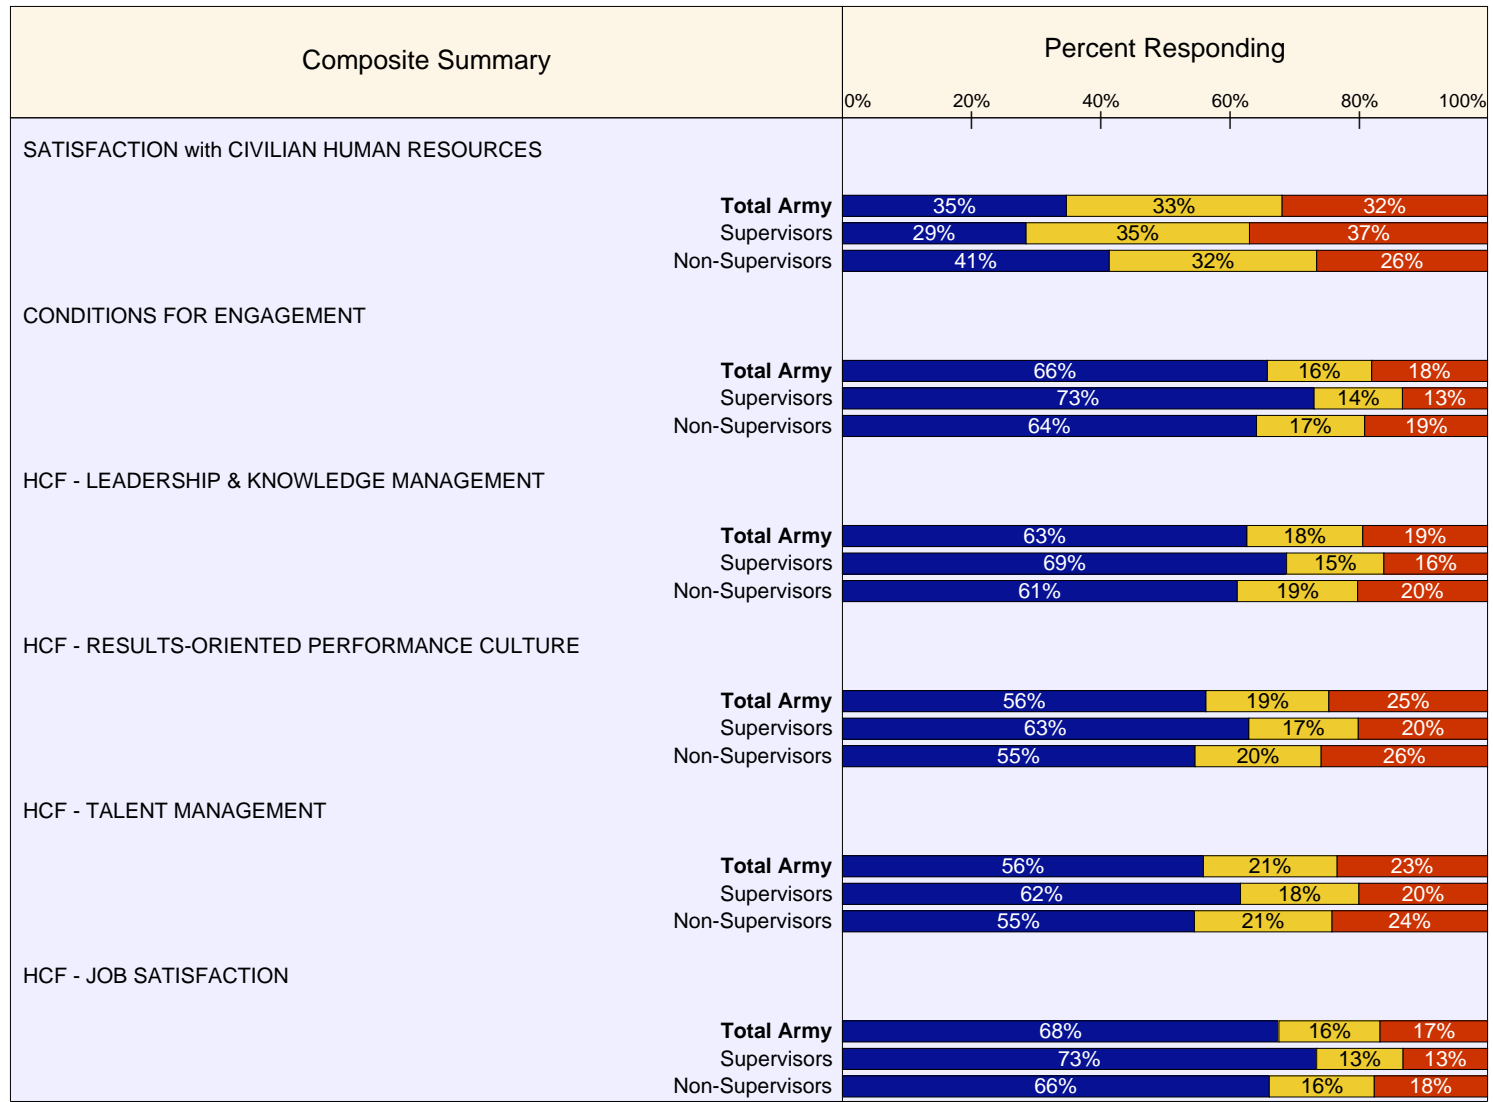 Composite Summary
Percent Responding
0% 20% 40% 60% 80% 100%
SATISFACTION with CIVILIAN HUMAN RESOURCES
Total Army 35% 33% 32%
Supervisors 29% 35% 37%
Non-Supervisors 41% 32% 26%
CONDITIONS FOR ENGAGEMENT
Total Army 66% 16% 18%
Supervisors 73% 14% 13%
Non-Supervisors 64% 17% 19%
HCF - LEADERSHIP & KNOWLEDGE MANAGEMENT
Total Army 63% 18% 19%
Supervisors 69% 15% 16%
Non-Supervisors 61% 19% 20%
HCF - RESULTS-ORIENTED PERFORMANCE CULTURE
Total Army 56% 19% 25%
Supervisors 63% 17% 20%
Non-Supervisors 55% 20% 26%
HCF - TALENT MANAGEMENT
Total Army 56% 21% 23%
Supervisors 62% 18% 20%
Non-Supervisors 55% 21% 24%
HCF - JOB SATISFACTION
Total Army 68% 16% 17%
Supervisors 73% 13% 13%
Non-Supervisors 66% 16% 18%